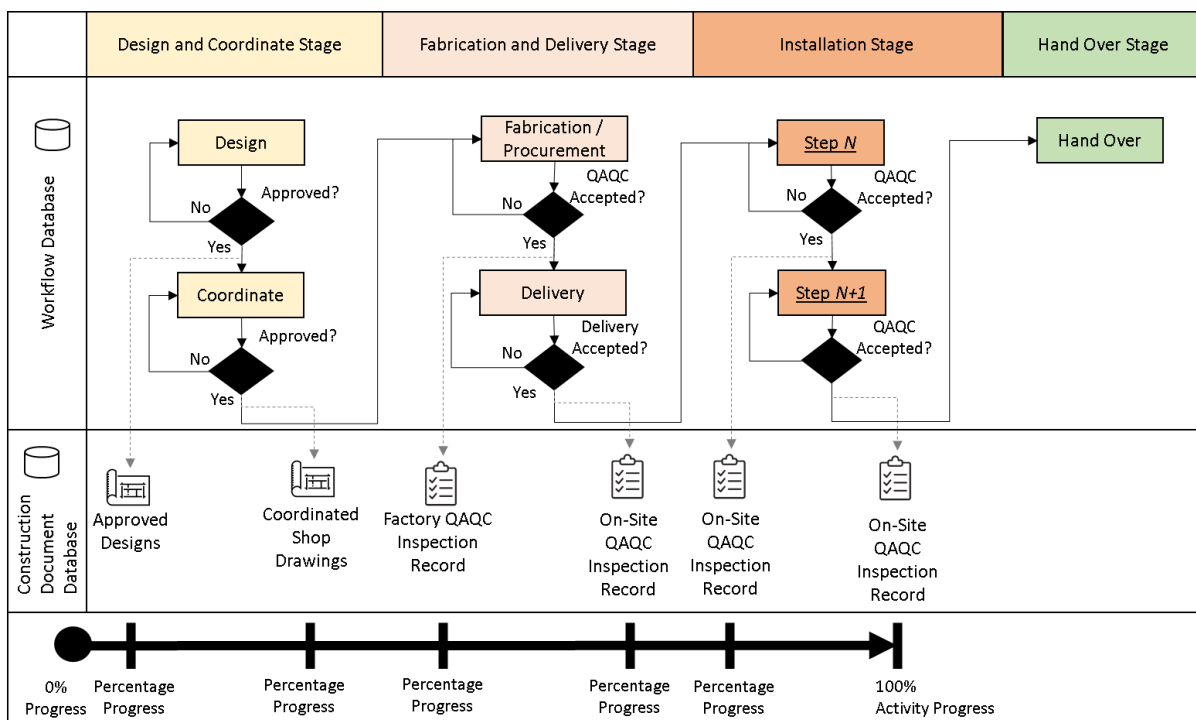 Design and Coordinate Stage
Fabrication and Delivery Stage
Installation Stage
Hand Over Stage
Workflow Database
Design
Approved?
No
Yes
Coordinate
Approved?
No
Yes
Fabrication /
Procurement
QAQC
Accepted?
No
Yes
Delivery
Delivery
Accepted?
No
Yes
Step N
QAQC
Accepted?
No
Yes
Step N+1
QAQC
Accepted?
Hand Over
Construction
Document
Database
Approved
Designs
Coordinated
Shop
Drawings
Factory QAQC
Inspection
Record
On-Site
QAQC
Inspection
Record
On-Site
QAQC
Inspection
Record
On-Site
QAQC
Inspection
Record
0%
Progress
Percentage
Progress
Percentage
Progress
Percentage
Progress
Percentage
Progress
Percentage
Progress
100%
Activity Progress